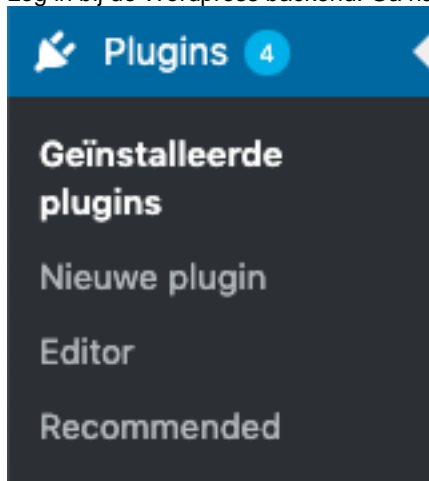 Plugins 4
Geïnstalleerde
plugins
Nieuwe plugin
Editor
Recommended